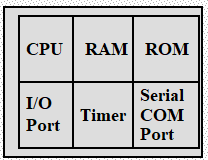 CPU RAM ROM
I/O Port Timer Serial COM Port